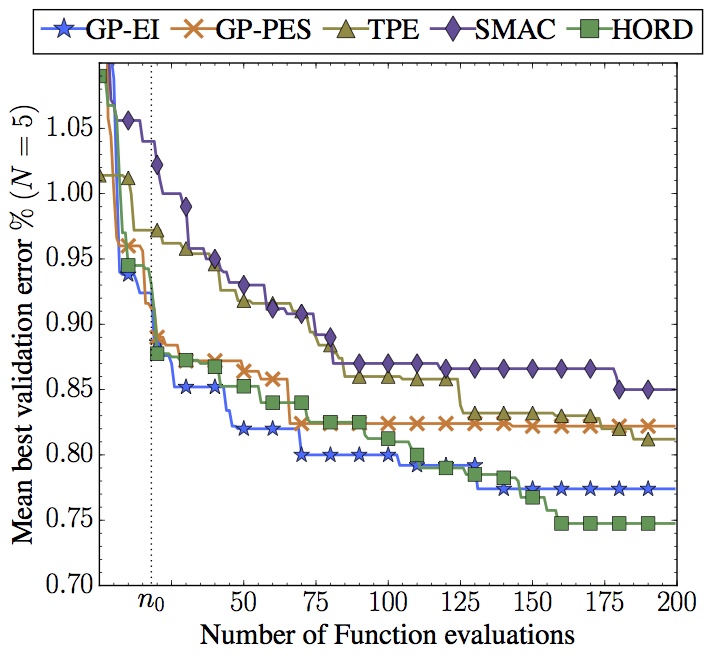 GP-EI GP-PES TPE SMAC HORD
Mean best validation error % (N = 5)
1.05
1.00
0.95
0.90
0.85
0.80
0.75
0.70
n₀ 50 75 100 125 150 175 200
Number of Function evaluations